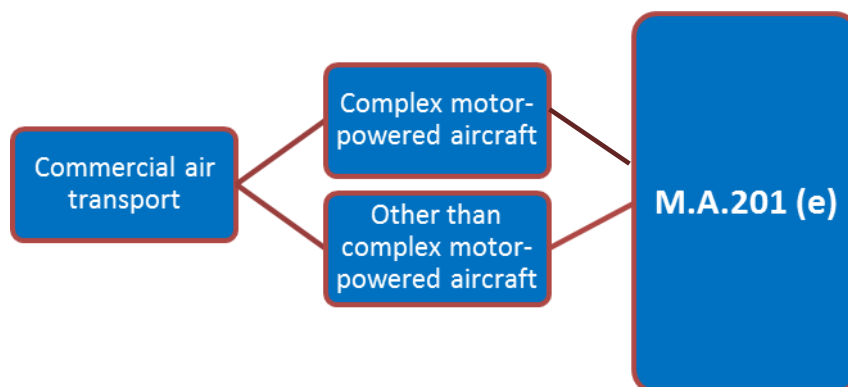 Commercial air
transport
Complex motor-
powered aircraft
Other than
complex motor-
powered aircraft
M.A.201 (e)